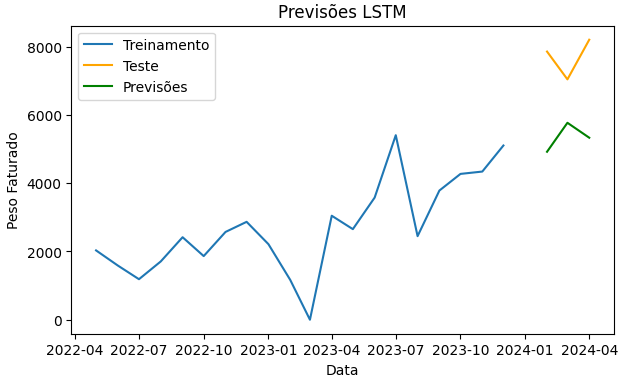 Previsões LSTM
Treinamento
Teste
Previsões
Peso Faturado
8000
6000
4000
2000
0
2022-04 2022-07 2022-10 2023-01 2023-04 2023-07 2023-10 2024-01 2024-04
Data